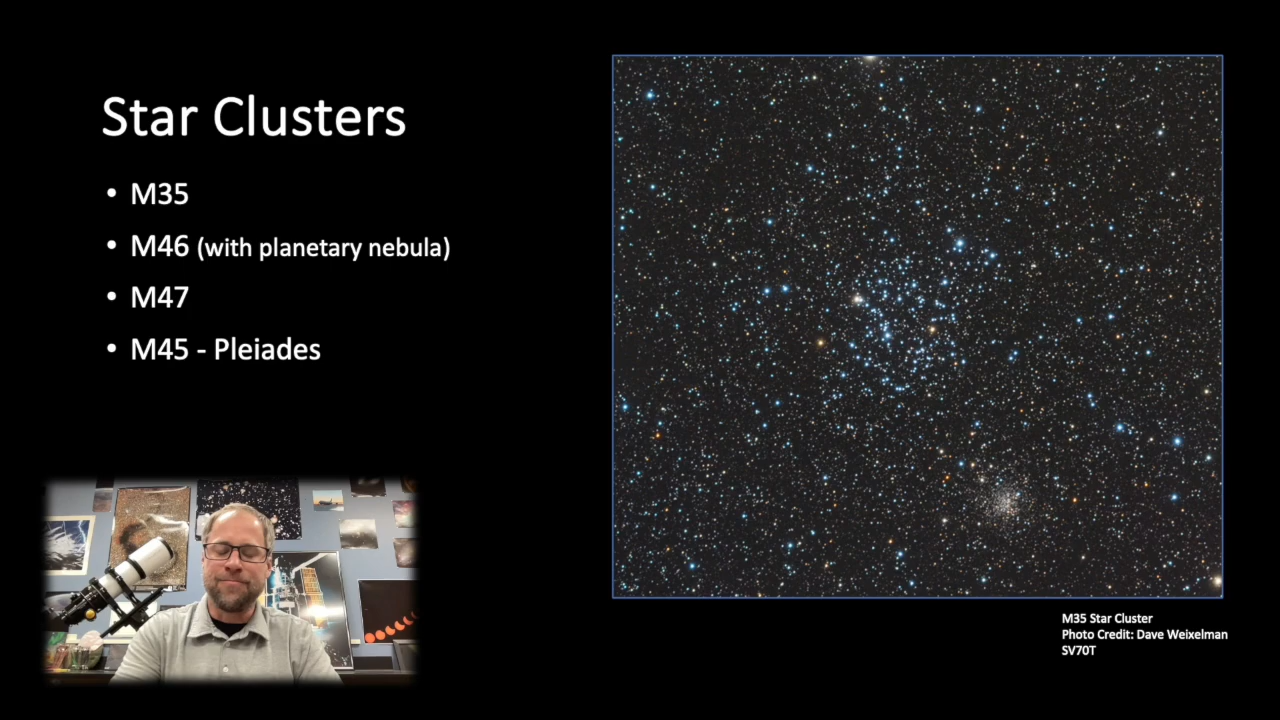 Star Clusters
• M35
• M46 (with planetary nebula)
• M47
• M45 - Pleiades
M35 Star Cluster
Photo Credit: Dave Weixelman
SV70T